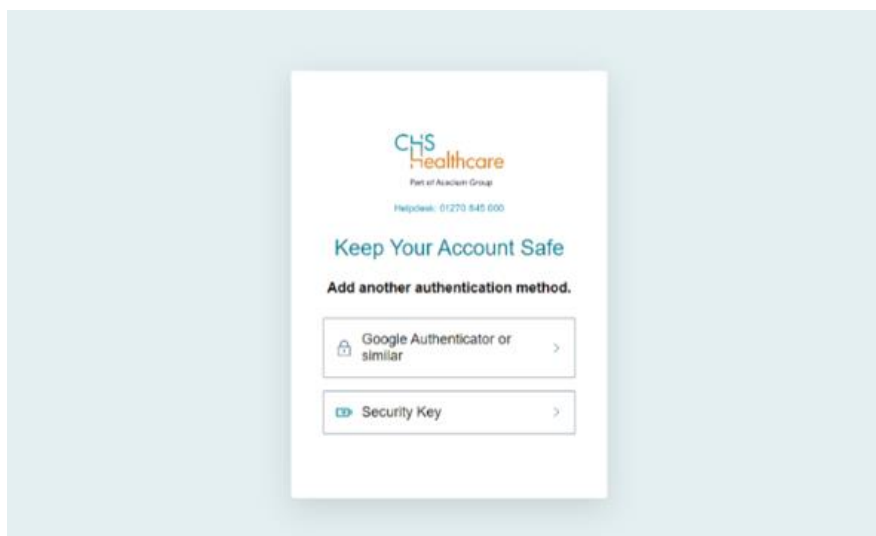 CHS
Healthcare
Part of Acacium Group
Helpdesk: 01270 845 000
Keep Your Account Safe
Add another authentication method.
Google Authenticator or
similar
Security Key